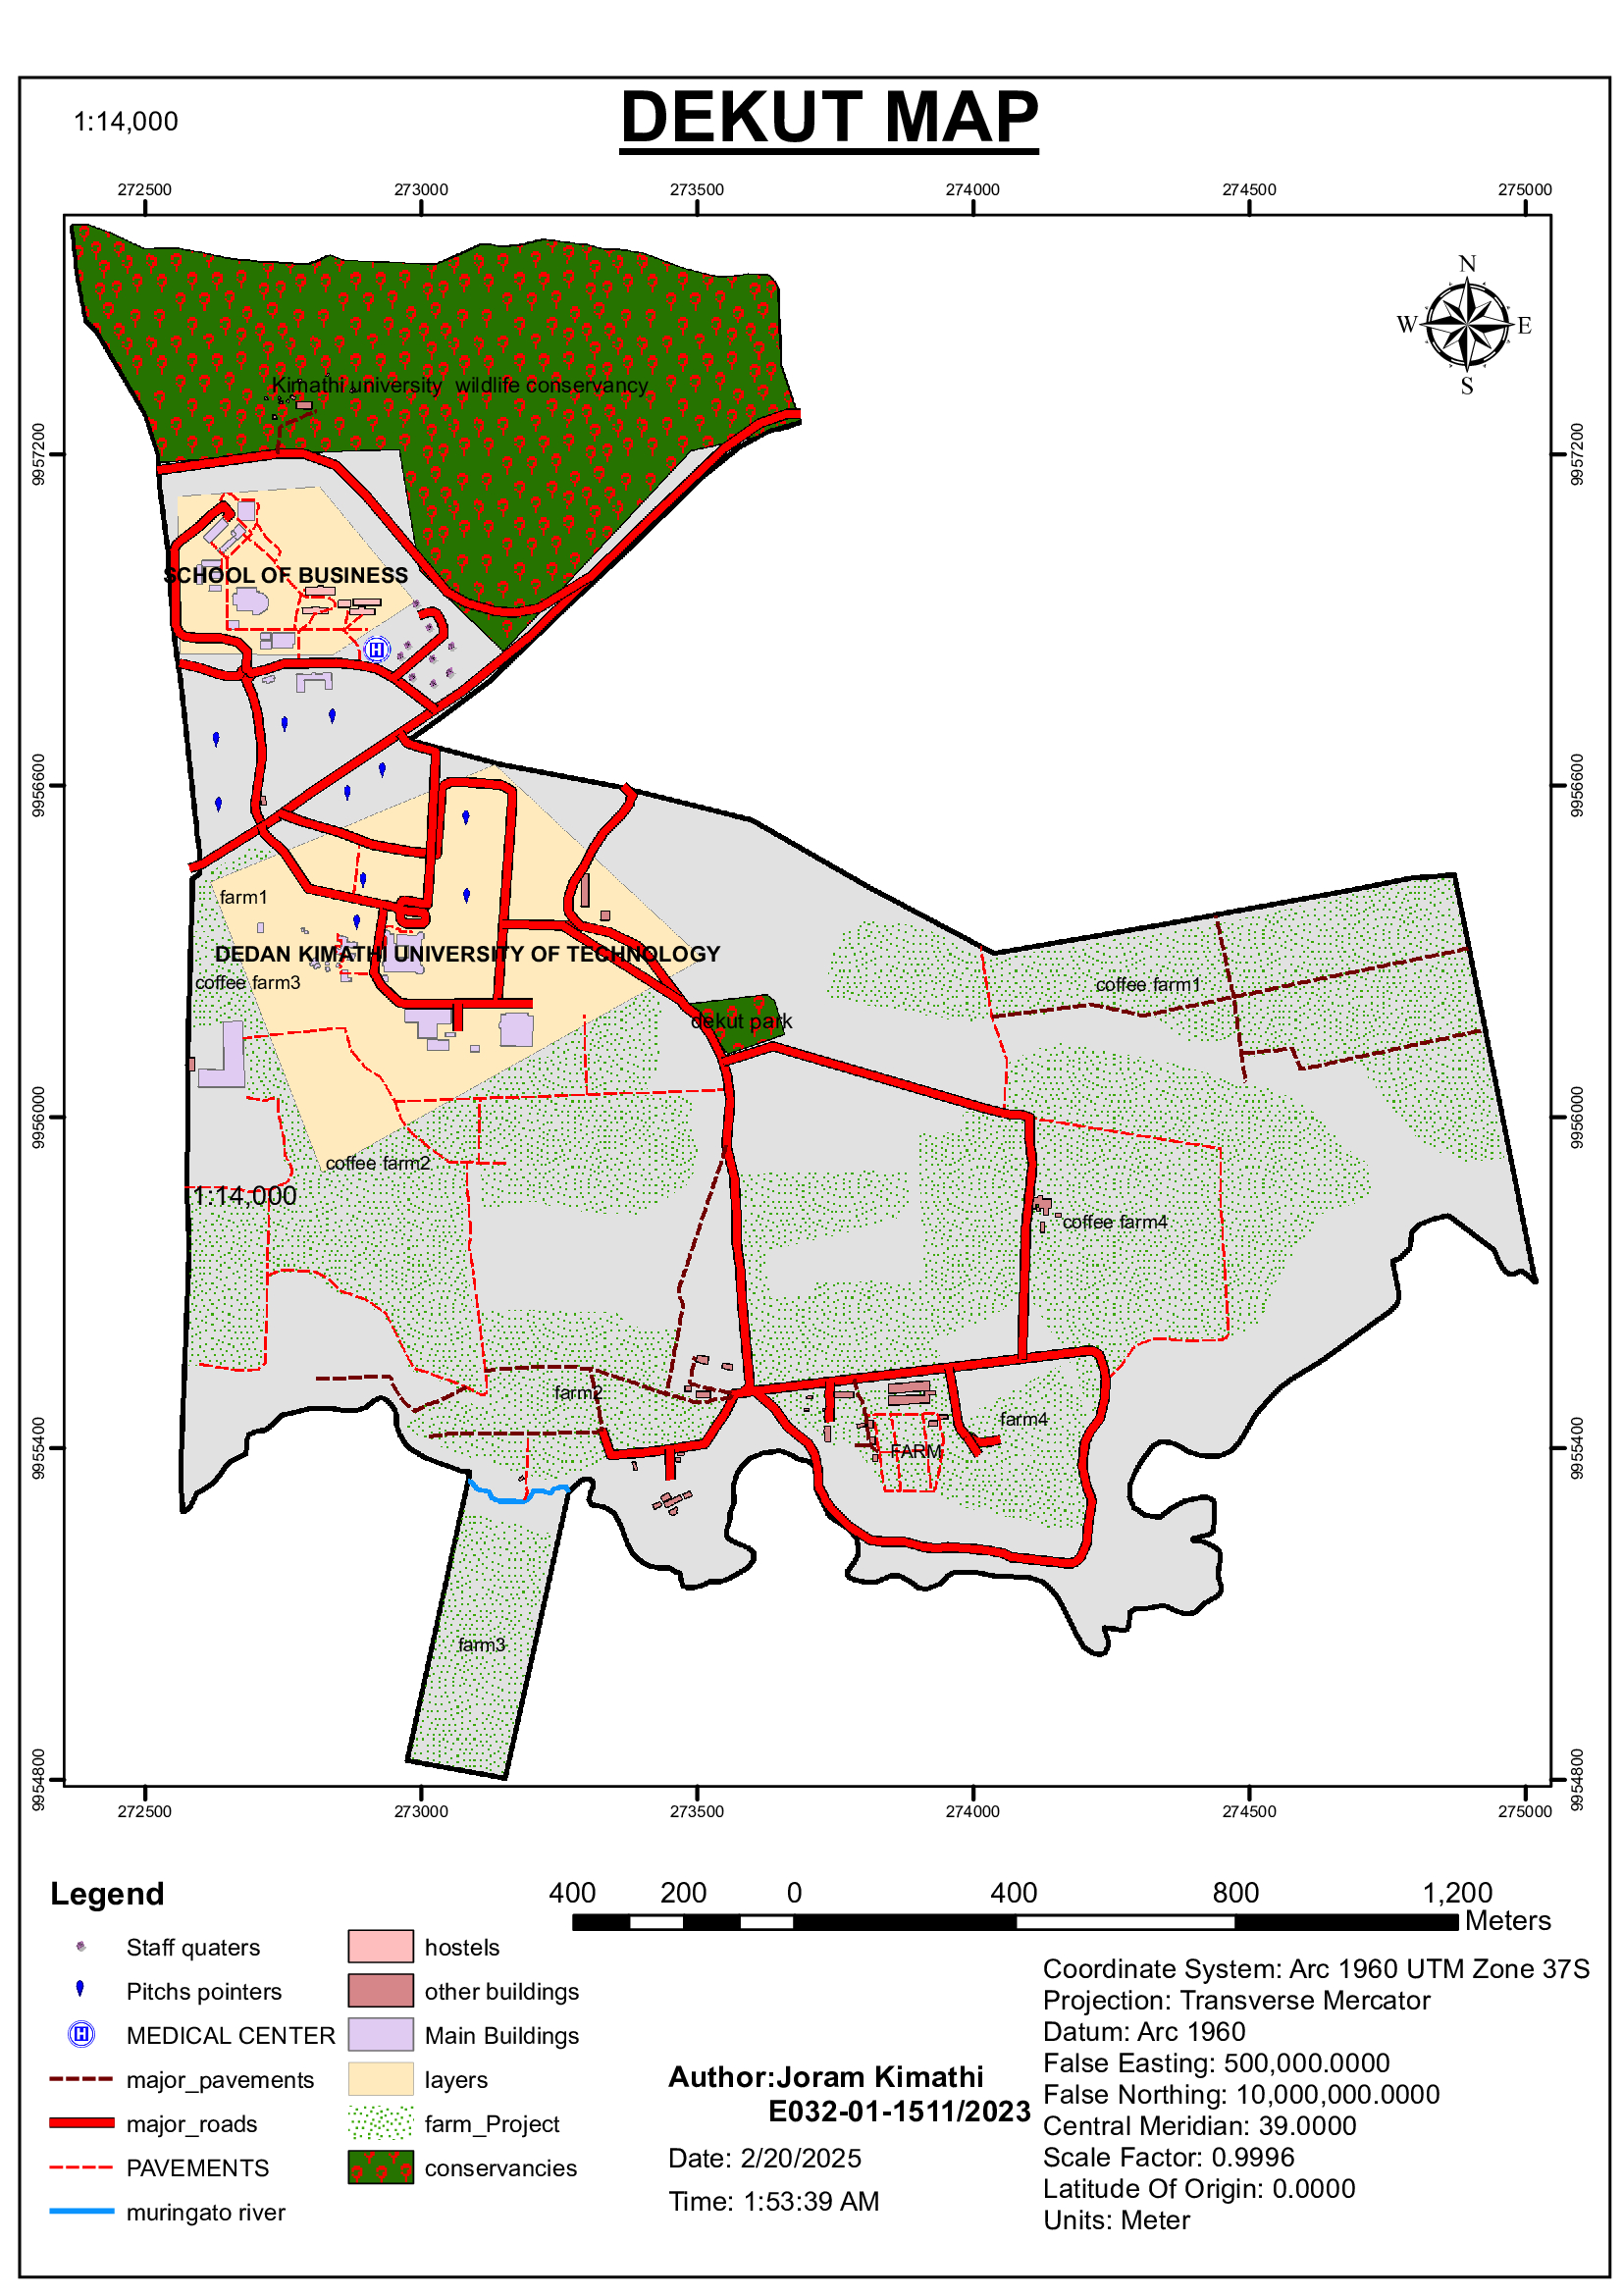 DEKUT MAP
1:14,000
272500 273000 273500 274000 274500 275000
N
W E
S
Kimathi university wildlife conservancy
9957200 9957200
SCHOOL OF BUSINESS
H
9956600 9956600
farm1
DEDAN KIMATHI UNIVERSITY OF TECHNOLOGY
coffee farm3
coffee farm1
dekut park
9956000 9956000
coffee farm2
1:14,000
coffee farm4
farm2
farm4
FARM
9955400 9955400
farm3
9954800 9954800
272500 273000 273500 274000 274500 275000
Legend
400 200 0 400 800 1,200
Meters
Staff quaters
Pitchs pointers
H MEDICAL CENTER
major_pavements
major_roads
PAVEMENTS
muringato river
hostels
other buildings
Main Buildings
layers
farm_Project
conservancies
Author:Joram Kimathi
E032-01-1511/2023
Date: 2/20/2025
Time: 1:53:39 AM
Coordinate System: Arc 1960 UTM Zone 37S
Projection: Transverse Mercator
Datum: Arc 1960
False Easting: 500,000.0000
False Northing: 10,000,000.0000
Central Meridian: 39.0000
Scale Factor: 0.9996
Latitude Of Origin: 0.0000
Units: Meter